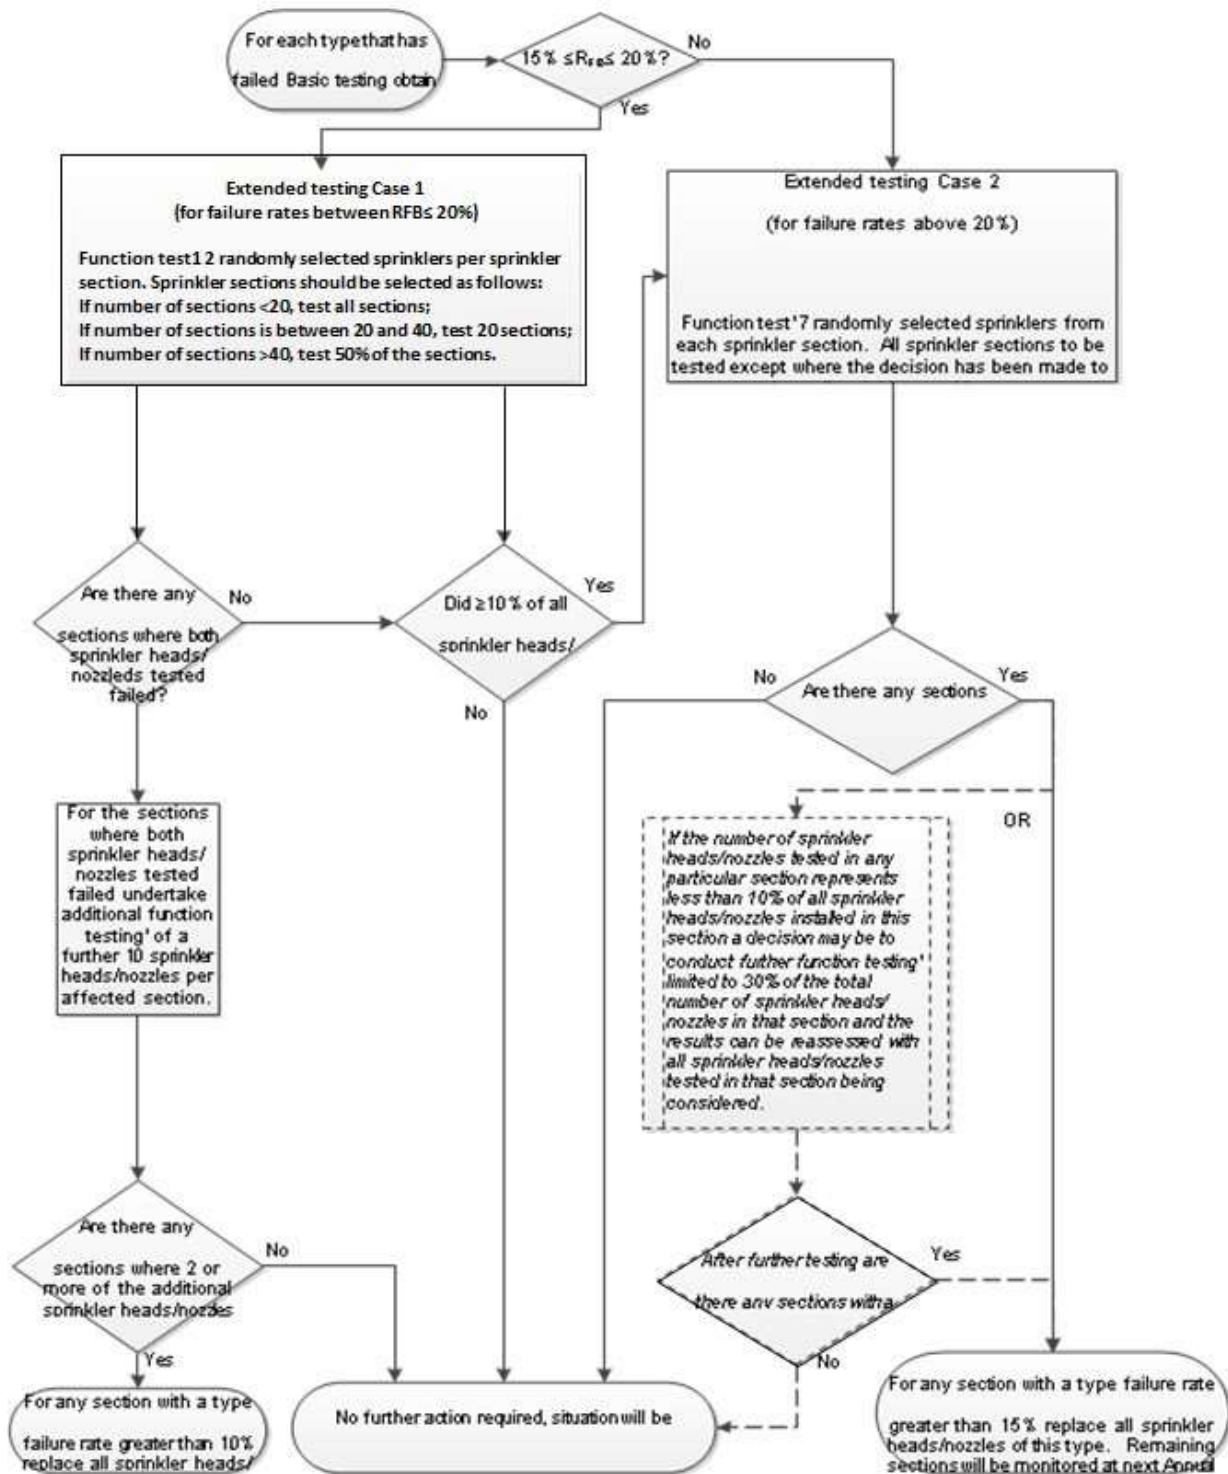 For each type that has
failed Basic testing obtain
15% ≤R_FB≤ 20%?
No
Yes
Extended testing Case 1
(for failure rates between RFB≤ 20%)
Function test1 2 randomly selected sprinklers per sprinkler
section. Sprinkler sections should be selected as follows:
If number of sections <20, test all sections;
If number of sections is between 20 and 40, test 20 sections;
If number of sections >40, test 50% of the sections.
Extended testing Case 2
(for failure rates above 20%)
Function test' 7 randomly selected sprinklers from
each sprinkler section. All sprinkler sections to be
tested except where the decision has been made to
Are there any
sections where both
sprinkler heads/
nozzleds tested
failed?
No
Did ≥10% of all
sprinkler heads/
Yes
No
Are there any sections
No
Yes
For the sections
where both
sprinkler heads/
nozzles tested
failed undertake
additional function
testing' of a
further 10 sprinkler
heads/nozzles per
affected section.
OR
If the number of sprinkler
heads/nozzles tested in any
particular section represents
less than 10% of all sprinkler
heads/nozzles installed in this
section a decision may be to
conduct further function testing'
limited to 30% of the total
number of sprinkler heads/
nozzles in that section and the
results can be reassessed with
all sprinkler heads/nozzles
tested in that section being
considered.
Are there any
sections where 2 or
more of the additional
sprinkler heads/nozzles
No
Yes
After further testing are
there any sections with a
Yes
No
For any section with a type
failure rate greater than 10%
replace all sprinkler heads/
No further action required, situation will be
For any section with a type failure rate
greater than 15% replace all sprinkler
heads/nozzles of this type. Remaining
sections will be monitored at next Annual